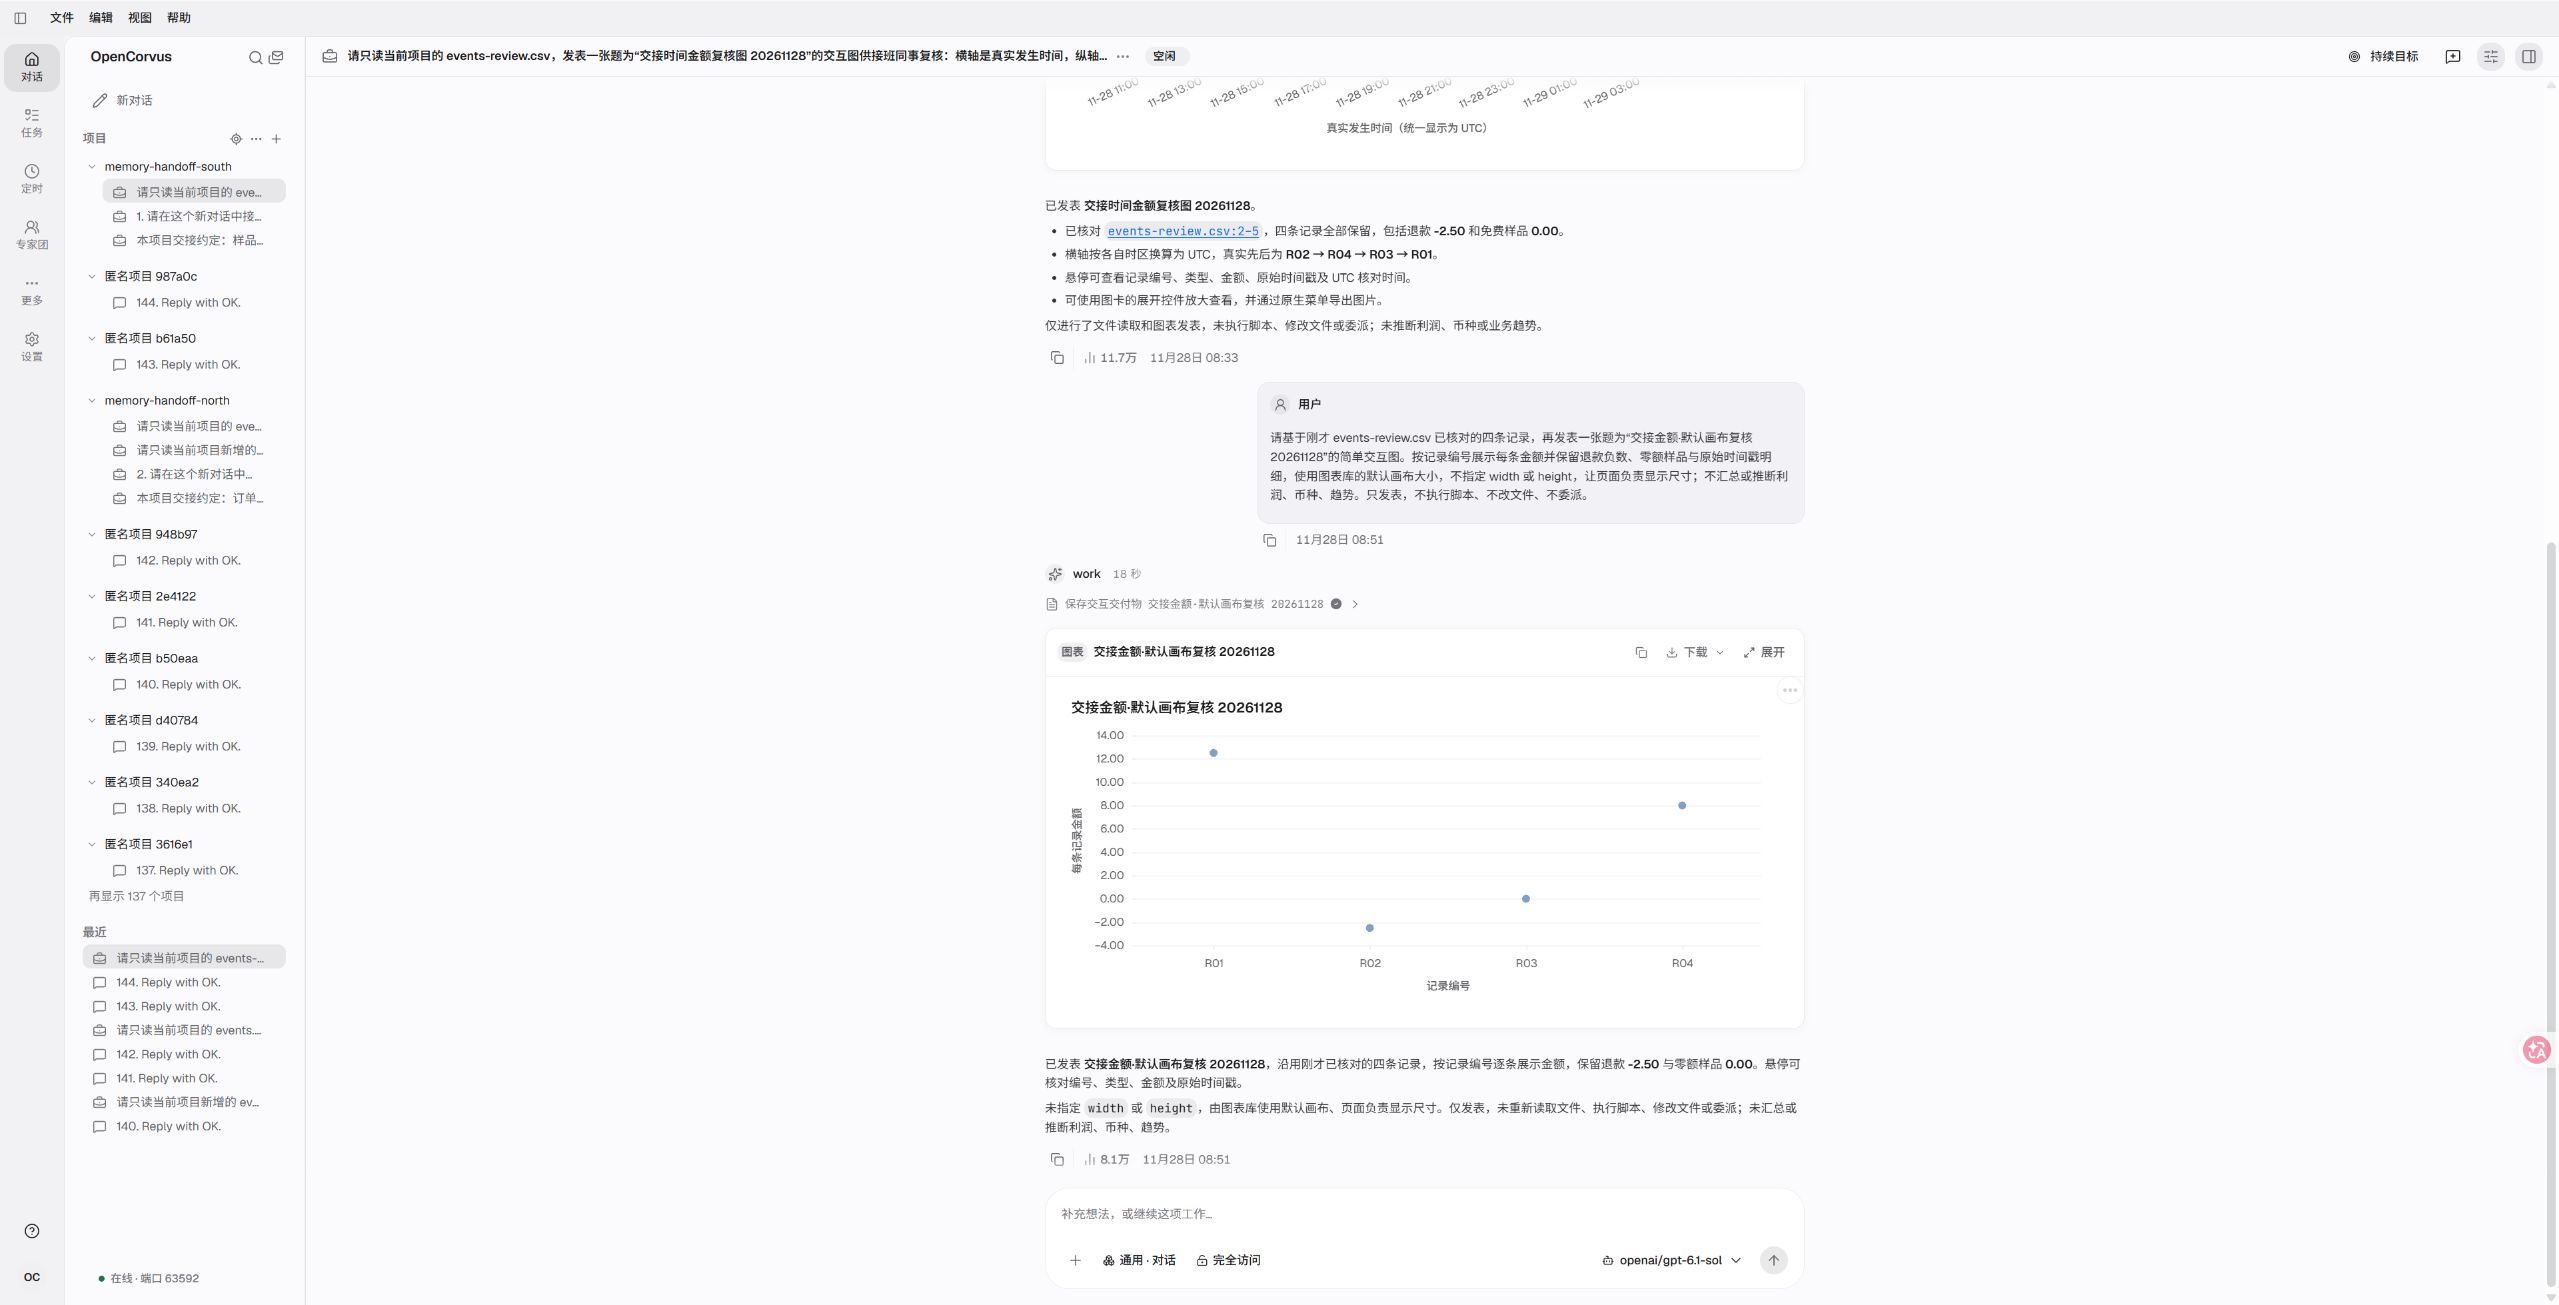 文件 编辑 视图 帮助
对话
任务
定时
专家团
更多
设置
OC
OpenCorvus
新对话
项目
memory-handoff-south
请只读当前项目的 eve...
1. 请在这个新对话中接...
本项目交接约定：样品...
匿名项目 987a0c
144. Reply with OK.
匿名项目 b61a50
143. Reply with OK.
memory-handoff-north
请只读当前项目的 eve...
请只读当前项目新增的...
2. 请在这个新对话中...
本项目交接约定：订单...
匿名项目 948b97
142. Reply with OK.
匿名项目 2e4122
141. Reply with OK.
匿名项目 b50eaa
140. Reply with OK.
匿名项目 d40784
139. Reply with OK.
匿名项目 340ea2
138. Reply with OK.
匿名项目 3616e1
137. Reply with OK.
再显示 137 个项目
最近
请只读当前项目的 events-...
144. Reply with OK.
143. Reply with OK.
请只读当前项目的 events....
142. Reply with OK.
141. Reply with OK.
请只读当前项目新增的 ev...
140. Reply with OK.
在线 · 端口 63592
请只读当前项目的 events-review.csv，发表一张题为“交接时间金额复核图 20261128”的交互图供接班同事复核：横轴是真实发生时间，纵轴... 空闲
持续目标
11-28 11:00 11-28 13:00 11-28 15:00 11-28 17:00 11-28 19:00 11-28 21:00 11-28 23:00 11-29 01:00 11-29 03:00
真实发生时间（统一显示为 UTC）
已发表 交接时间金额复核图 20261128。
已核对 events-review.csv:2-5，四条记录全部保留，包括退款 -2.50 和免费样品 0.00。
横轴按各自时区换算为 UTC，真实先后为 R02 → R04 → R03 → R01。
悬停可查看记录编号、类型、金额、原始时间戳及 UTC 核对时间。
可使用图卡的展开控件放大查看，并通过原生菜单导出图片。
仅进行了文件读取和图表发表，未执行脚本、修改文件或委派；未推断利润、币种或业务趋势。
11.7万 11月28日 08:33
用户
请基于刚才 events-review.csv 已核对的四条记录，再发表一张题为“交接金额·默认画布复核
20261128”的简单交互图。按记录编号展示每条金额并保留退款负数、零额样品与原始时间戳明
细，使用图表库的默认画布大小，不指定 width 或 height，让页面负责显示尺寸；不汇总或推断利
润、币种、趋势。只发表，不执行脚本、不改文件、不委派。
11月28日 08:51
work 18 秒
保存交互交付物 交接金额·默认画布复核 20261128
图表 交接金额·默认画布复核 20261128 下载 展开
交接金额·默认画布复核 20261128
14.00
12.00
10.00
8.00
6.00
4.00
2.00
0.00
−2.00
−4.00
每条记录金额
R01 R02 R03 R04
记录编号
已发表 交接金额·默认画布复核 20261128，沿用刚才已核对的四条记录，按记录编号逐条展示金额，保留退款 -2.50 与零额样品 0.00。悬停可
核对编号、类型、金额及原始时间戳。
未指定 width 或 height，由图表库使用默认画布、页面负责显示尺寸。仅发表，未重新读取文件、执行脚本、修改文件或委派；未汇总或
推断利润、币种、趋势。
8.1万 11月28日 08:51
补充想法，或继续这项工作...
通用 · 对话 完全访问 openai/gpt-6.1-sol